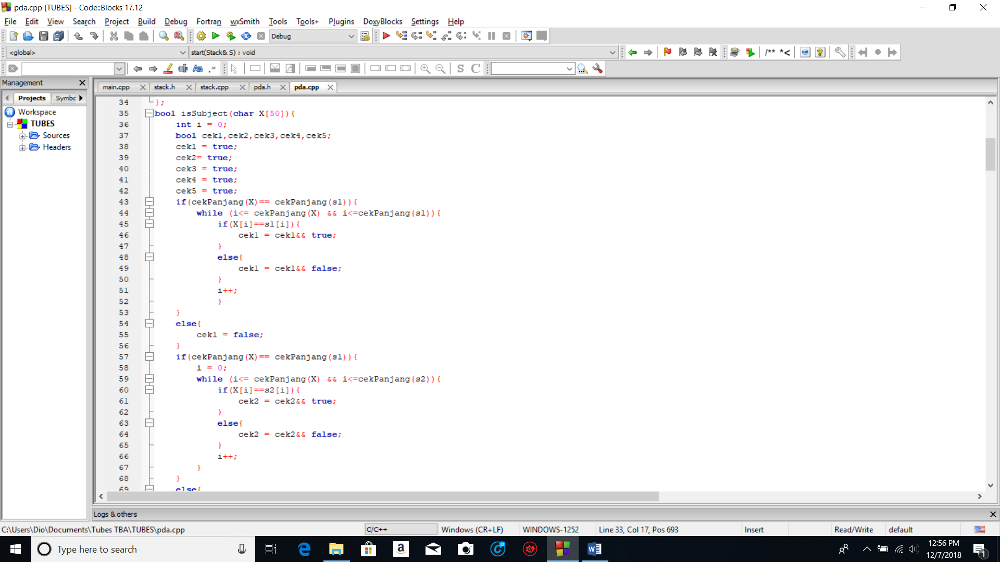 pda.cpp [TUBES] - Code::Blocks 17.12
File Edit View Search Project Build Debug Fortran wxSmith Tools Tools+ Plugins DoxyBlocks Settings Help
Debug
<global> start(Stack& S) : void /** *<
Aa .* S C
Management
main.cpp stack.h stack.cpp pda.h pda.cpp
Projects Symbc
Workspace
TUBES
Sources
Headers
34 };
35 bool isSubject(char X[50]){
36 int i = 0;
37 bool cek1,cek2,cek3,cek4,cek5;
38 cek1 = true;
39 cek2= true;
40 cek3 = true;
41 cek4 = true;
42 cek5 = true;
43 if(cekPanjang(X)== cekPanjang(s1)){
44 while (i<= cekPanjang(X) && i<=cekPanjang(s1)){
45 if(X[i]==s1[i]){
46 cek1 = cek1&& true;
47 }
48 else{
49 cek1 = cek1&& false;
50 }
51 i++;
52 }
53 }
54 else{
55 cek1 = false;
56 }
57 if(cekPanjang(X)== cekPanjang(s1)){
58 i = 0;
59 while (i<= cekPanjang(X) && i<=cekPanjang(s2)){
60 if(X[i]==s2[i]){
61 cek2 = cek2&& true;
62 }
63 else{
64 cek2 = cek2&& false;
65 }
66 i++;
67 }
68 }
69 else{
Logs & others
C:\Users\Dio\Documents\Tubes TBA\TUBES\pda.cpp C/C++ Windows (CR+LF) WINDOWS-1252 Line 33, Col 17, Pos 693 Insert Read/Write default
Type here to search
12:56 PM
12/7/2018
1